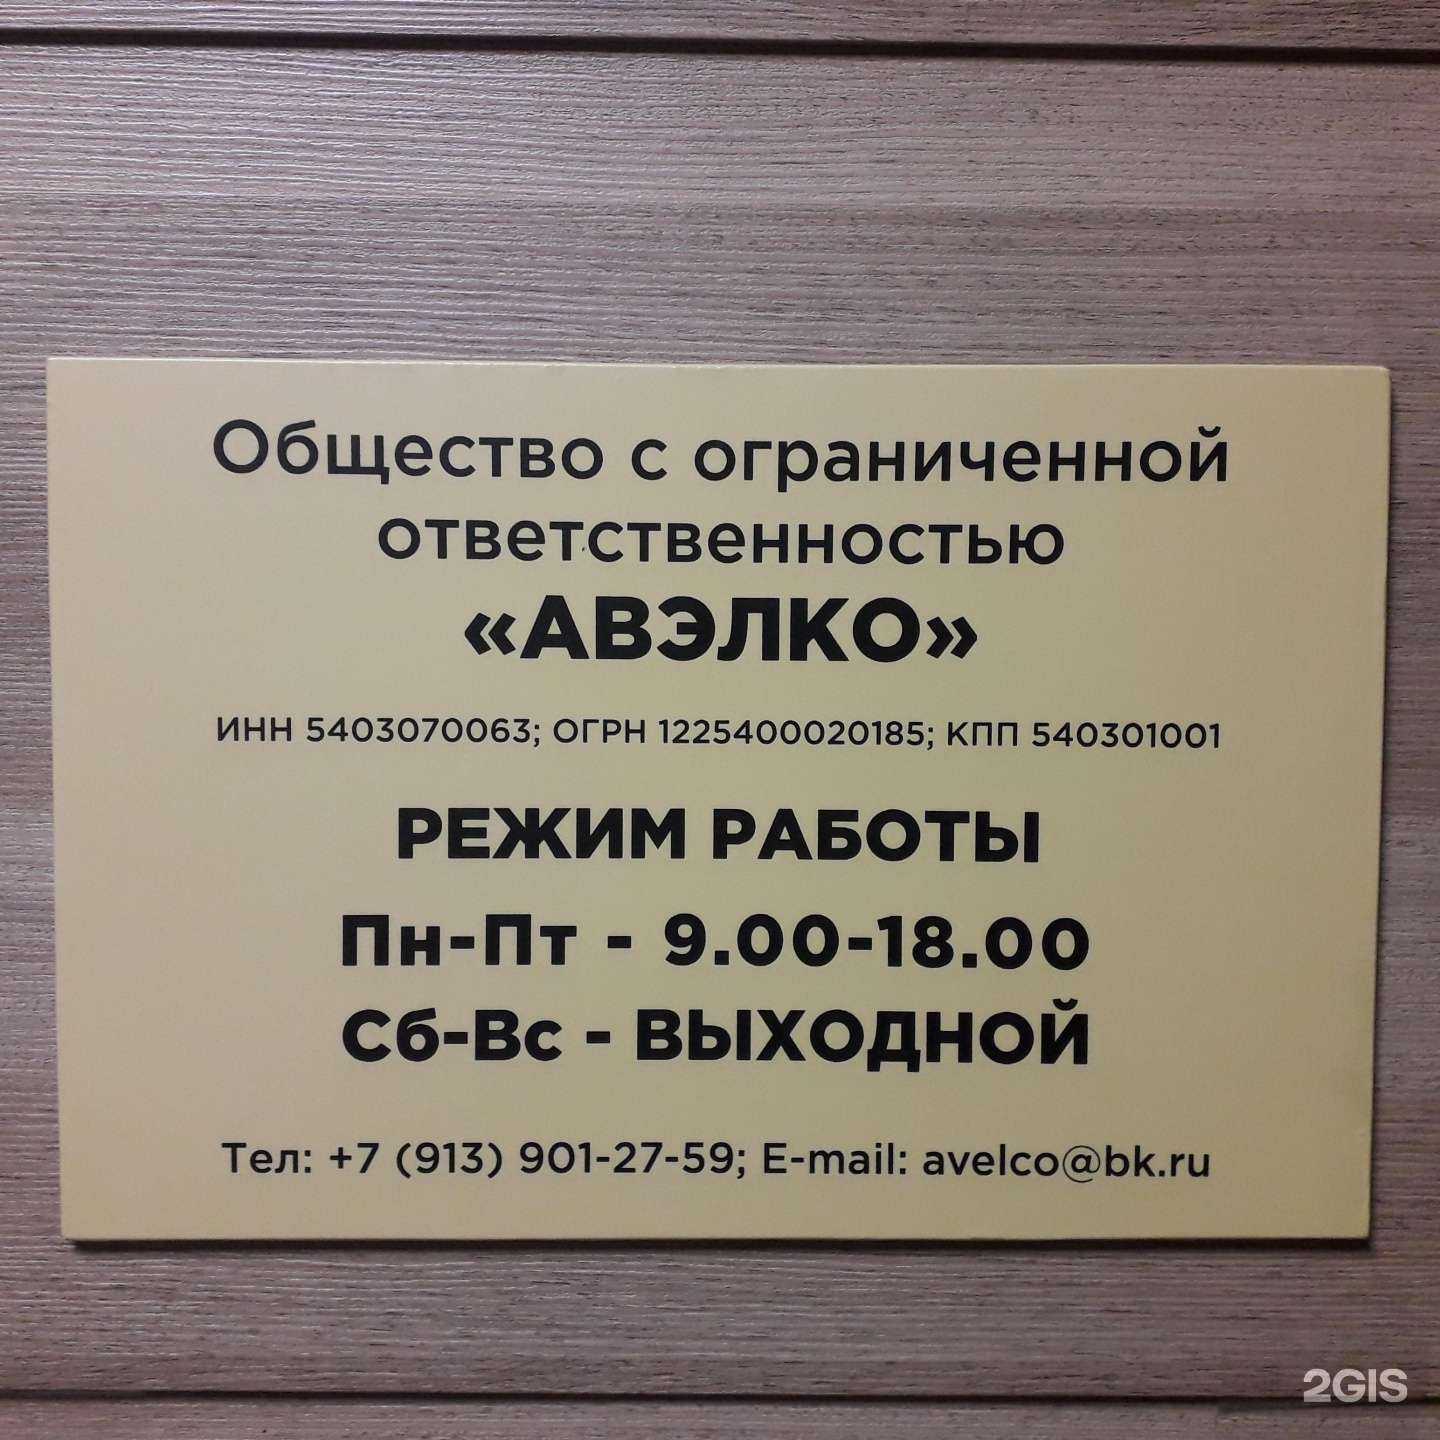 Общество с ограниченной
ответственностью
«АВЭЛКО»
ИНН 5403070063; ОГРН 1225400020185; КПП 540301001
РЕЖИМ РАБОТЫ
Пн-Пт - 9.00-18.00
Сб-Вс - ВЫХОДНОЙ
Тел: +7 (913) 901-27-59; E-mail: avelco@bk.ru
2GIS